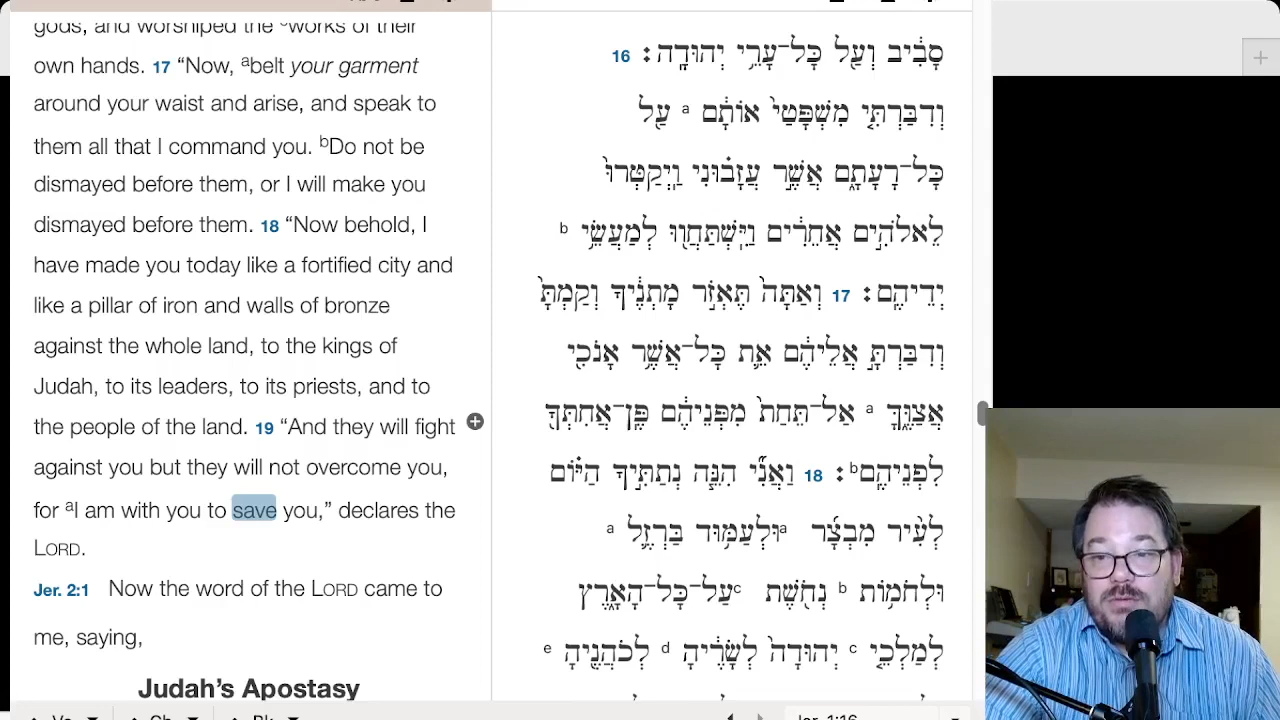 gods, and worshiped the ᶜworks of their
own hands. 17 “Now, ᵃbelt your garment
around your waist and arise, and speak to
them all that I command you. ᵇDo not be
dismayed before them, or I will make you
dismayed before them. 18 “Now behold, I
have made you today like a fortified city and
like a pillar of iron and walls of bronze
against the whole land, to the kings of
Judah, to its leaders, to its priests, and to
the people of the land. 19 “And they will fight
against you but they will not overcome you,
for ᵃI am with you to save you,” declares the
LORD.
Jer. 2:1 Now the word of the LORD came to
me, saying,
Judah’s Apostasy
סָבִ֔יב וְעַ֖ל כָּל־עָרֵ֥י יְהוּדָֽה׃ 16
וְדִבַּרְתִּ֤י מִשְׁפָּטַי֙ אוֹתָ֔ם ᵃ עַ֖ל
כָּל־רָעָתָ֑ם אֲשֶׁ֣ר עֲזָב֗וּנִי וַֽיְקַטְּרוּ֙
לֵאלֹהִ֣ים אֲחֵרִ֔ים וַיִּֽשְׁתַּחֲו֖וּ לְמַעֲשֵׂ֥י ᵇ
יְדֵיהֶֽם׃ 17 וְאַתָּה֙ תֶּאְזֹ֣ר מָתְנֶ֔יךָ וְקַמְתָּ֙
וְדִבַּרְתָּ֣ אֲלֵיהֶ֔ם אֵ֛ת כָּל־אֲשֶׁ֥ר אָנֹכִ֖י
אֲצַוֶּ֑ךָּ ᵃ אַל־תֵּחַת֙ מִפְּנֵיהֶ֔ם פֶּֽן־אֲחִתְּךָ֖
לִפְנֵיהֶֽםᵇ׃ 18 וַאֲנִ֞י הִנֵּ֧ה נְתַתִּ֣יךָ הַיּ֗וֹם
לְעִ֨יר מִבְצָ֜ר ᵃוּלְעַמּ֥וּד בַּרְזֶ֛ל ᵃ
וּלְחֹמ֥וֹת ᵇ נְחֹ֖שֶׁת ᶜעַל־כָּל־הָאָ֑רֶץ
לְמַלְכֵ֤י ᶜ יְהוּדָה֙ לְשָׂרֶ֔יהָ ᵈ לְכֹהֲנֶ֖יהָ ᵉ